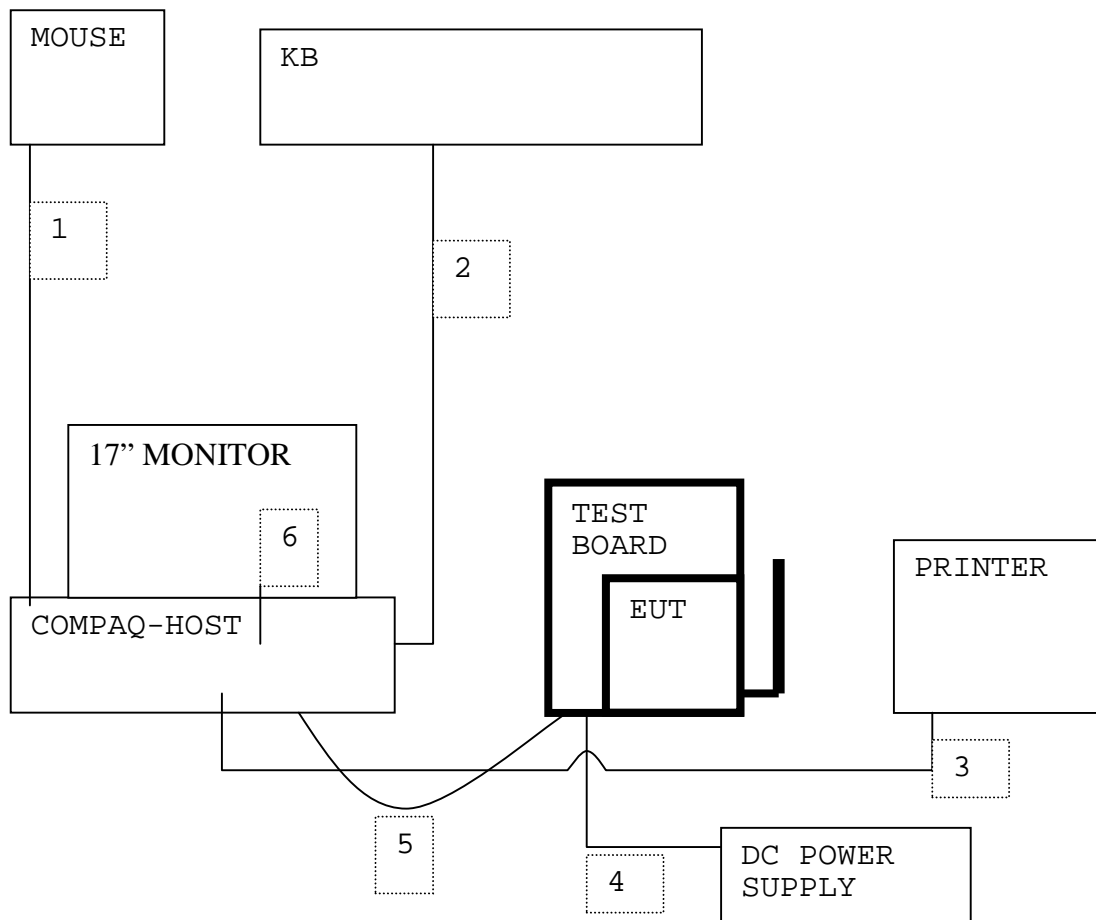 MOUSE
KB
1
2
17” MONITOR
6
TEST
BOARD
EUT
PRINTER
COMPAQ-HOST
3
5
4
DC POWER
SUPPLY